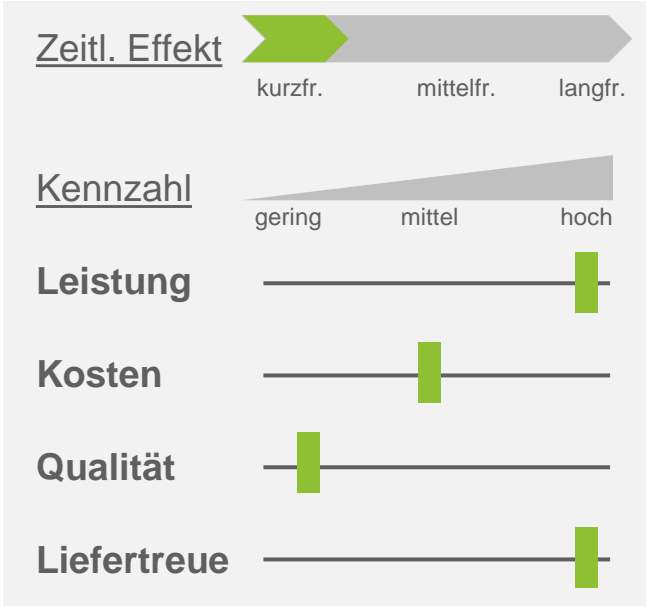 Zeitl. Effekt
kurzfr. mittelfr. langfr.
Kennzahl
gering mittel hoch
Leistung
Kosten
Qualität
Liefertreue